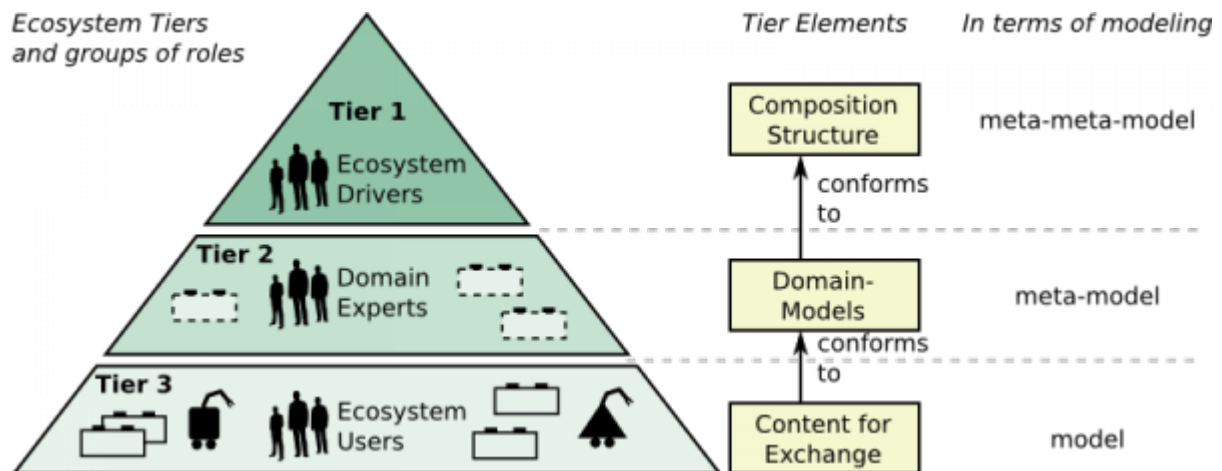 Ecosystem Tiers
and groups of roles
Tier Elements
In terms of modeling
Tier 1
Ecosystem
Drivers
Composition
Structure
meta-meta-model
conforms
to
Tier 2
Domain
Experts
Domain-
Models
meta-model
conforms
to
Tier 3
Ecosystem
Users
Content for
Exchange
model